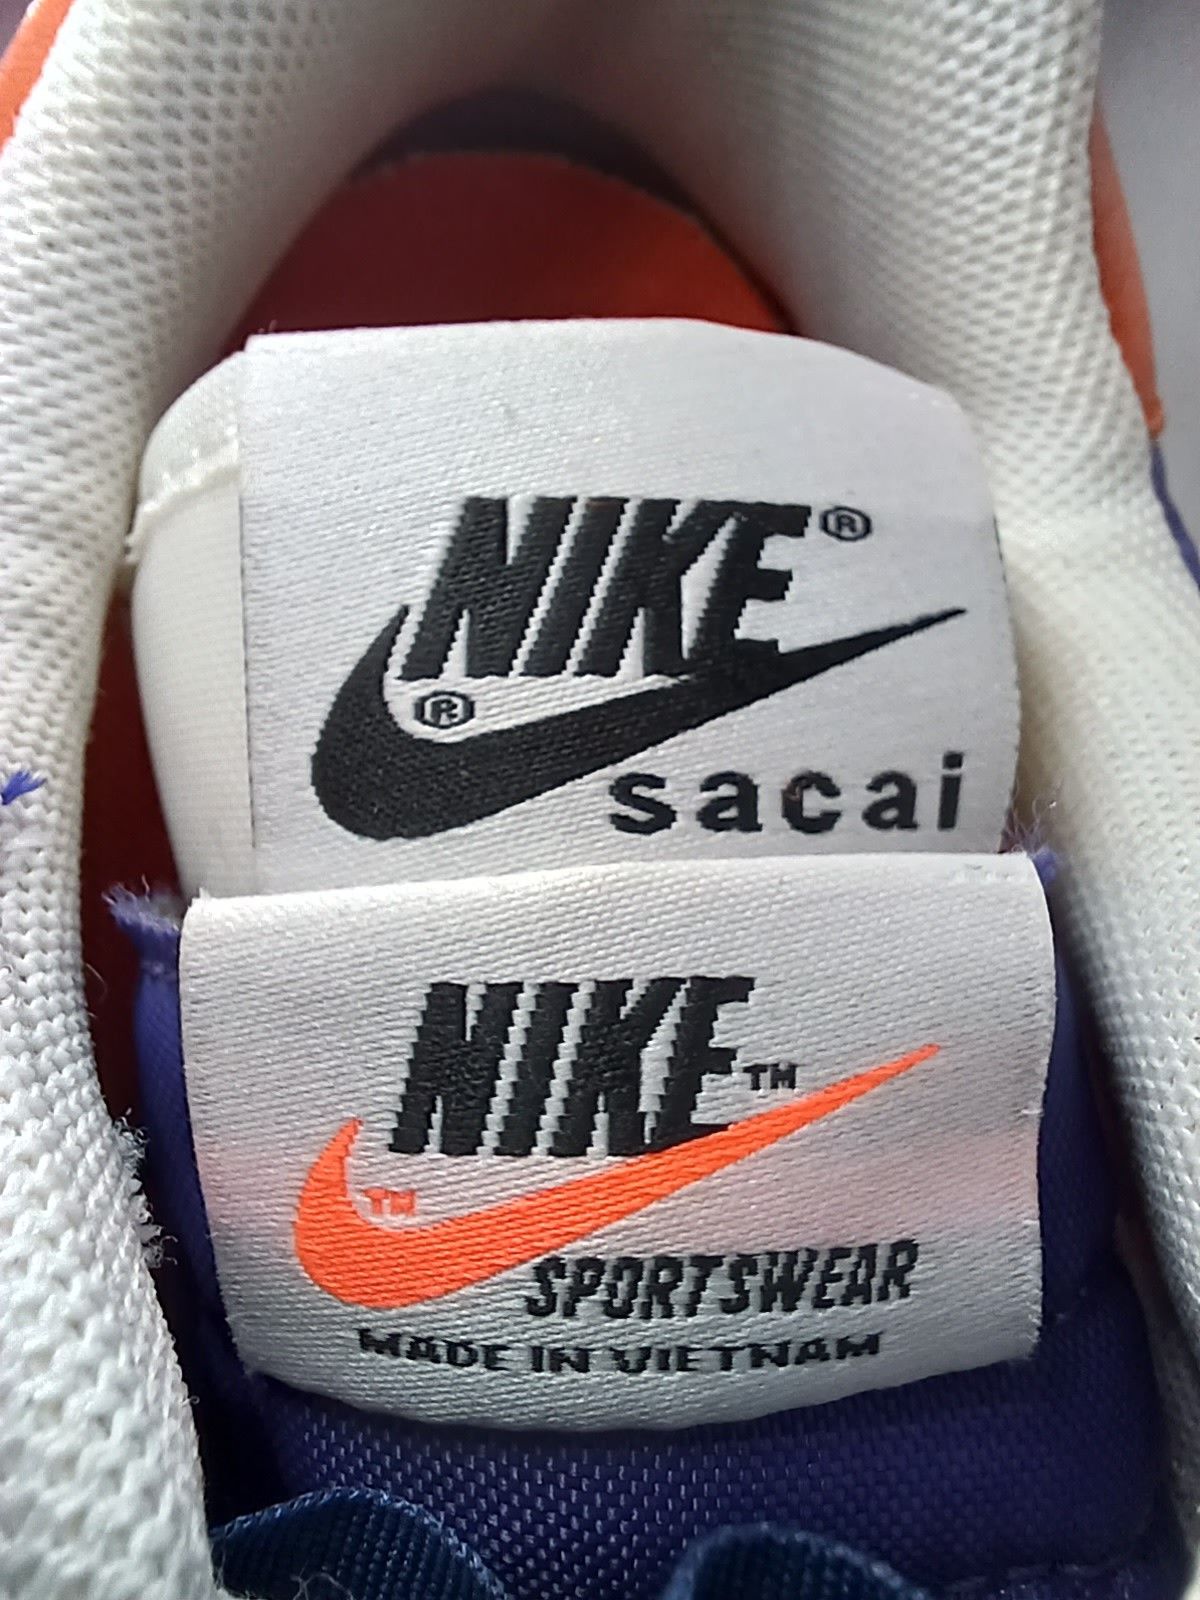 NIKE®
®
sacai
NIKE™
™
SPORTSWEAR
MADE IN VIETNAM